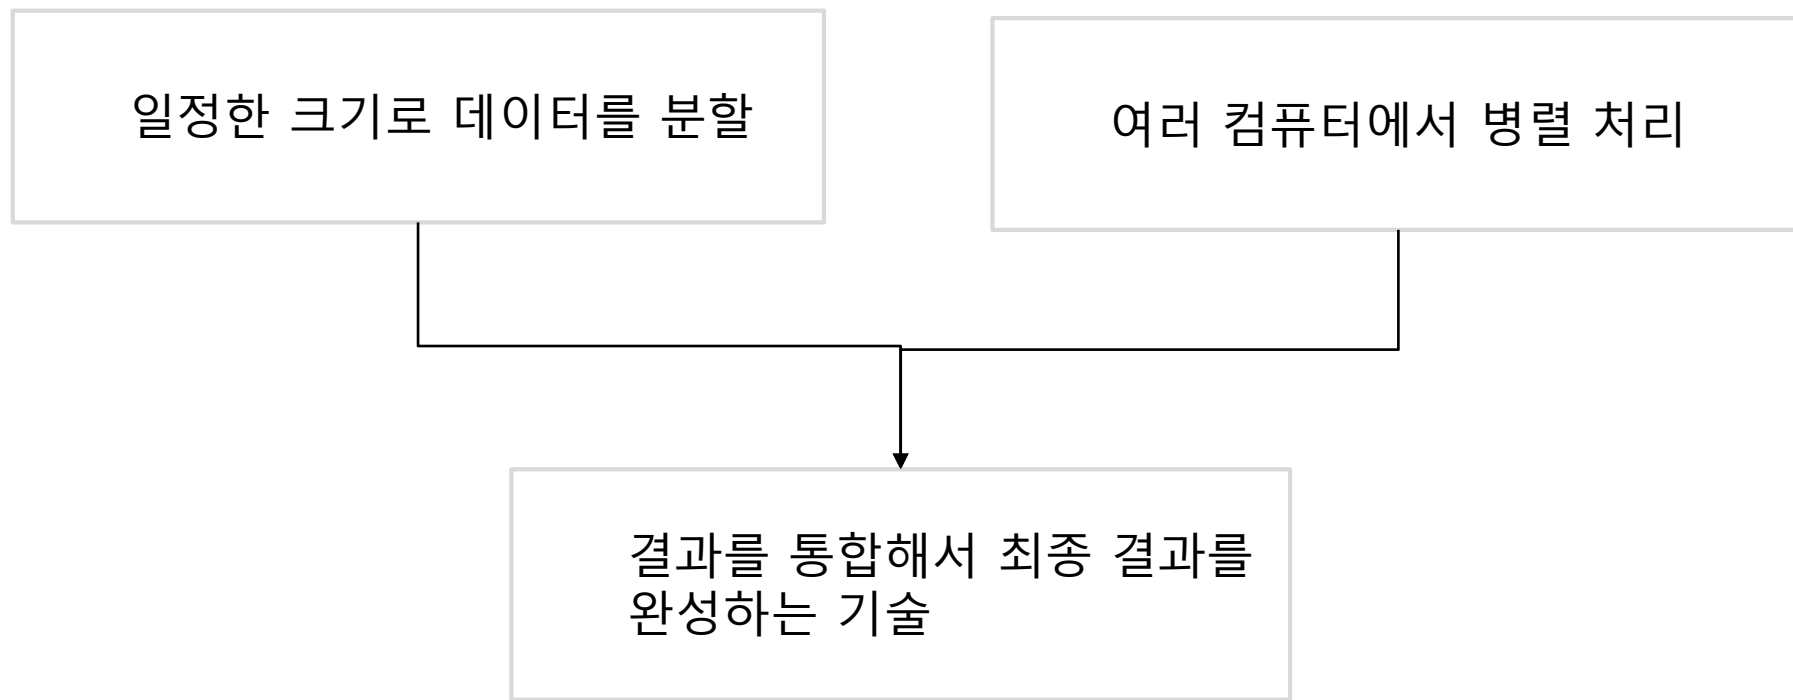 일정한 크기로 데이터를 분할
여러 컴퓨터에서 병렬 처리
결과를 통합해서 최종 결과를
완성하는 기술